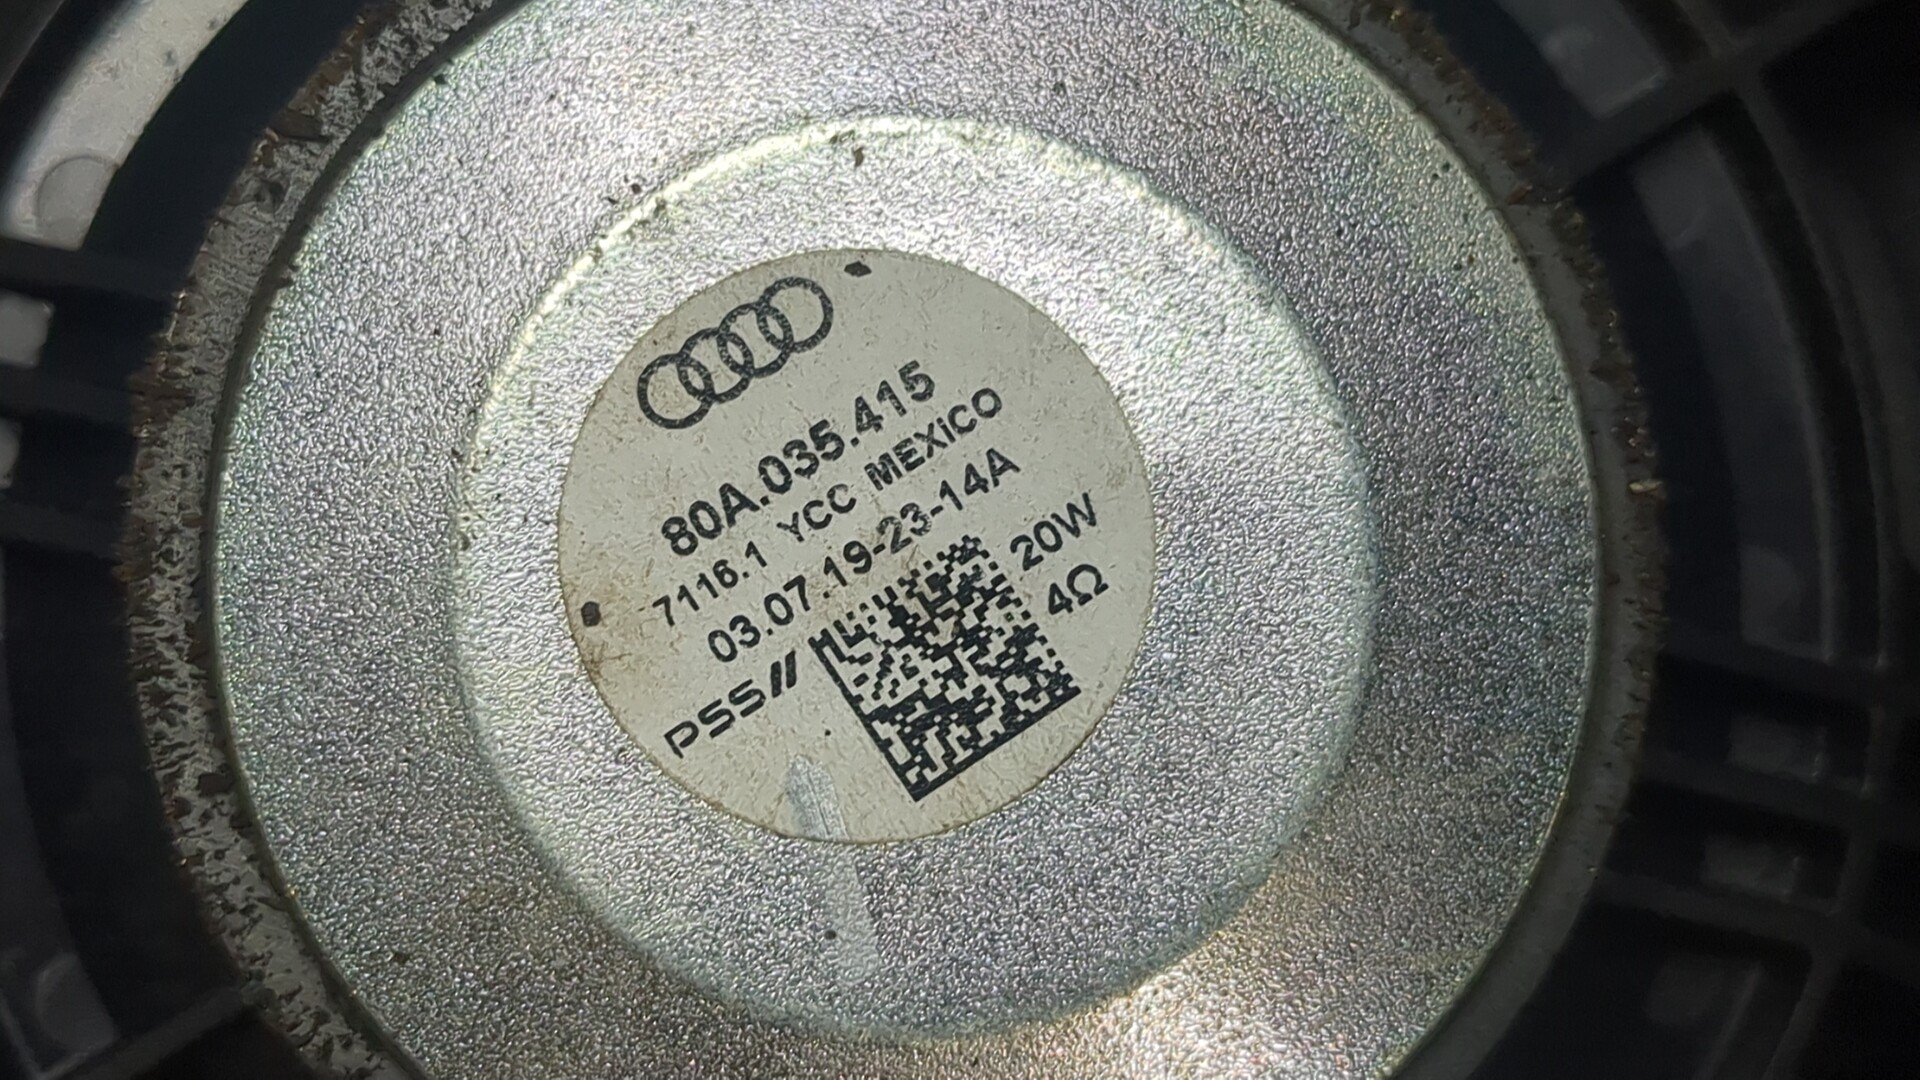 80A.035.415
7116.1 YCC MEXICO
03.07.19-23-14A
20W
4Ω
PSS//